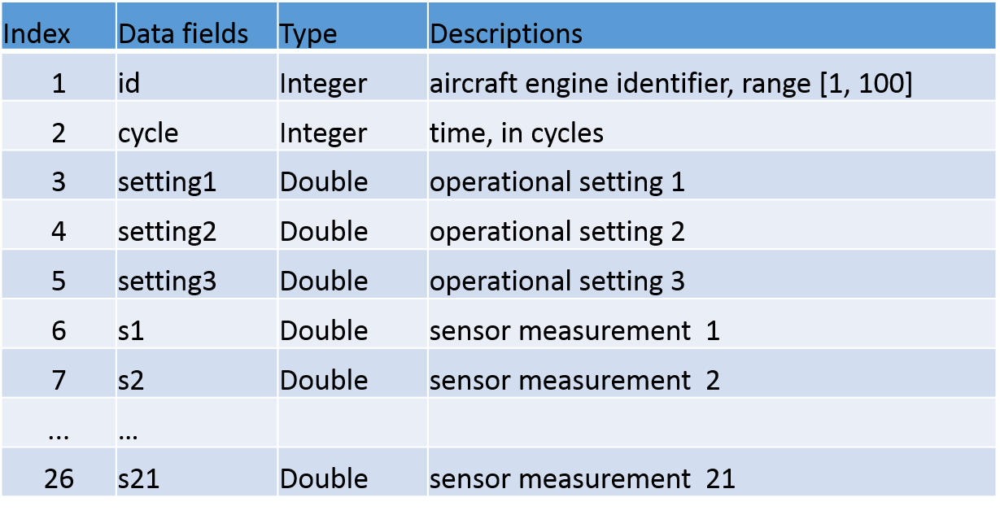 Index Data fields Type Descriptions
1 id Integer aircraft engine identifier, range [1, 100]
2 cycle Integer time, in cycles
3 setting1 Double operational setting 1
4 setting2 Double operational setting 2
5 setting3 Double operational setting 3
6 s1 Double sensor measurement  1
7 s2 Double sensor measurement  2
... ...
26 s21 Double sensor measurement  21